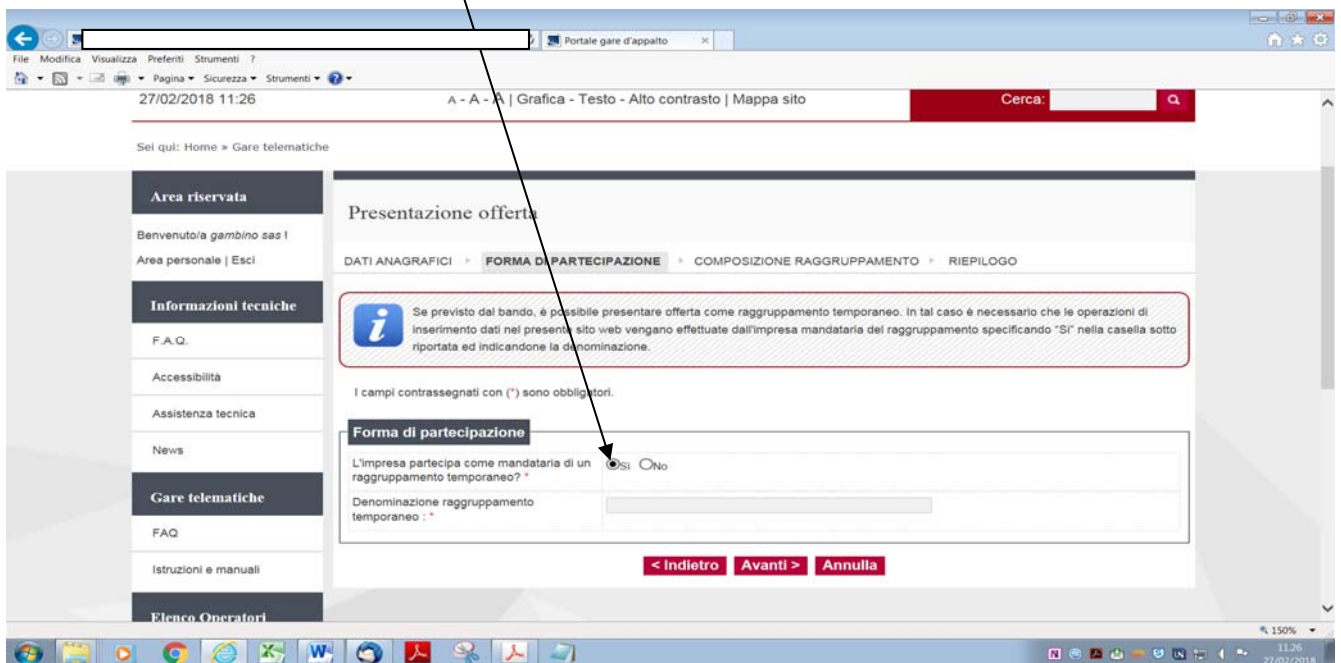 Portale gare d'appalto
File Modifica Visualizza Preferiti Strumenti ?
Pagina Sicurezza Strumenti
27/02/2018 11:26
A - A - A | Grafica - Testo - Alto contrasto | Mappa sito
Cerca:
Sei qui: Home » Gare telematiche
Area riservata
Benvenuto/a gambino sas !
Area personale | Esci
Informazioni tecniche
F.A.Q.
Accessibilità
Assistenza tecnica
News
Gare telematiche
FAQ
Istruzioni e manuali
Elenco Operatori
Presentazione offerta
DATI ANAGRAFICI FORMA DI PARTECIPAZIONE COMPOSIZIONE RAGGRUPPAMENTO RIEPILOGO
Se previsto dal bando, è possibile presentare offerta come raggruppamento temporaneo. In tal caso è necessario che le operazioni di
inserimento dati nel presente sito web vengano effettuate dall'impresa mandataria del raggruppamento specificando "Si" nella casella sotto
riportata ed indicandone la denominazione.
I campi contrassegnati con (*) sono obbligatori.
Forma di partecipazione
L'impresa partecipa come mandataria di un
raggruppamento temporaneo? *
Si No
Denominazione raggruppamento
temporaneo : *
< Indietro Avanti > Annulla
150%
11.26
27/02/2018